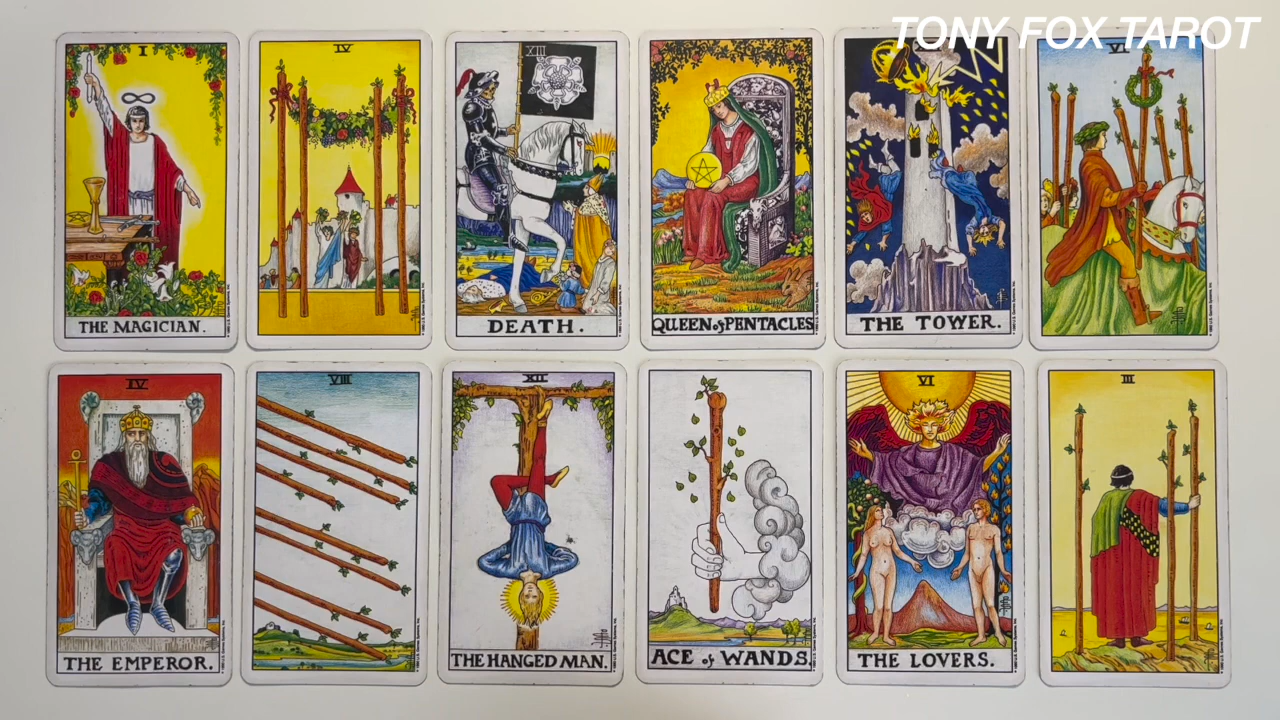 TONY FOX TAROT
I
IV
XIII
VI
THE MAGICIAN.
DEATH.
QUEEN of PENTACLES
THE TOWER.
IV
VIII
XII
VI
III
THE EMPEROR.
THE HANGED MAN.
ACE of WANDS.
THE LOVERS.